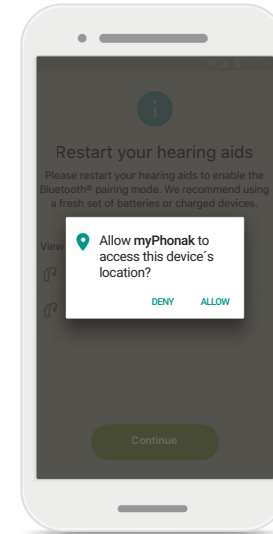 Restart your hearing aids
Please restart your hearing aids to enable the
Bluetooth® pairing mode. We recommend using
a fresh set of batteries or charged devices.
View
Allow myPhonak to
access this device´s
location?
DENY ALLOW
Continue